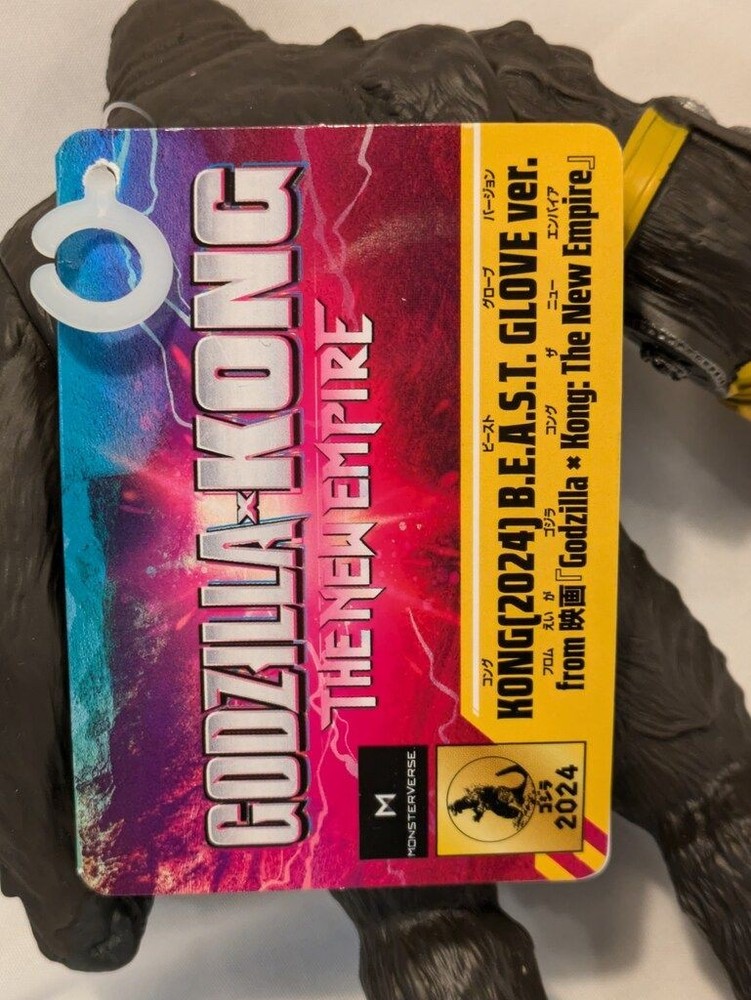 GODZILLA×KONG
THE NEW EMPIRE
M
MONSTERVERSE
ゴジラ
2024
コング ビースト グローブ バージョン
KONG(2024) B.E.A.S.T. GLOVE ver.
フロム えい が ゴジラ コング ザ ニュー エンパイア
from 映画『Godzilla × Kong: The New Empire』